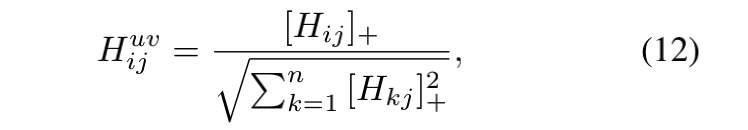 H_{ij}^{uv} = \frac{[H_{ij}]_+}{\sqrt{\sum_{k=1}^{n} [H_{kj}]_+^2}}, (12)